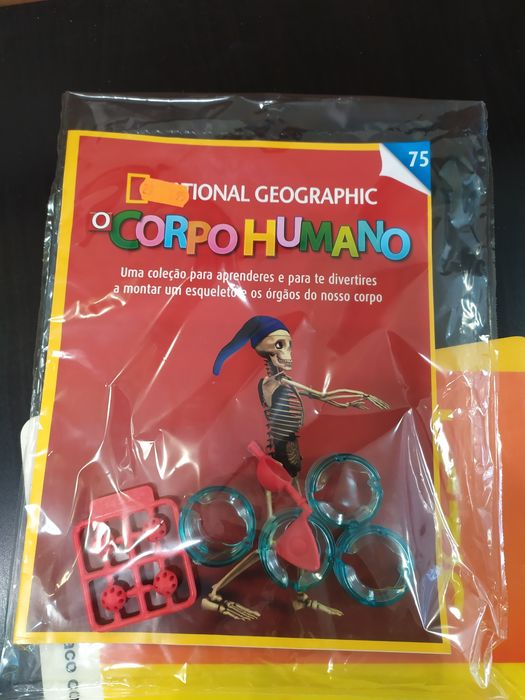 75
TIONAL GEOGRAPHIC
O CORPO HUMANO
Uma coleção para aprenderes e para te divertires
a montar um esqueleto e os órgãos do nosso corpo